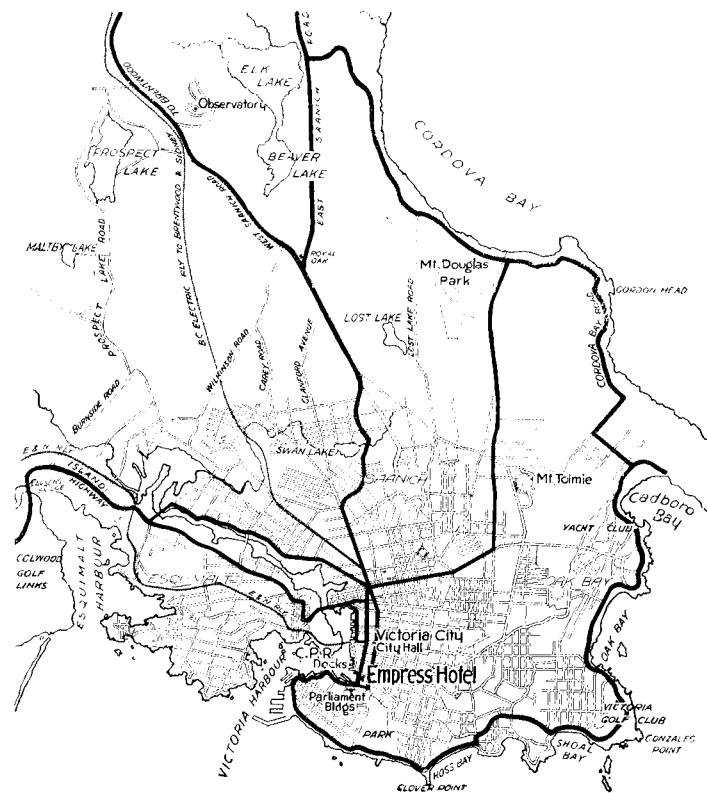 ROAD
TO BRENTWOOD
ELK
LAKE
Observatory
EAST SAANICH
CORDOVA BAY
PROSPECT
LAKE
BEAVER
LAKE
WEST SAANICH ROAD
BC ELECTRIC RLY TO BRENTWOOD & SIDNEY
MALTBY LAKE
PROSPECT LAKE ROAD
ROYAL
OAK
Mt. Douglas
Park
GORDON HEAD
CORDOVA BAY ROAD
LOST LAKE
LOST LAKE ROAD
WILKINSON ROAD
CAREY ROAD
GLANFORD AVENUE
BURNSIDE ROAD
SWAN LAKE
SAANICH
Mt. Tolmie
Cadboro
Bay
YACHT CLUB
ISLAND
HIGHWAY
COLWOOD
GOLF
LINKS
ESQUIMALT
HARBOUR
ESQUIMALT
OAK BAY
OAK BAY
Victoria City
City Hall
C.P.R.
Docks
Empress Hotel
Parliament
Bldgs
VICTORIA HARBOUR
PARK
VICTORIA
GOLF CLUB
GONZALES
POINT
SHOAL
BAY
ROSS BAY
CLOVER POINT